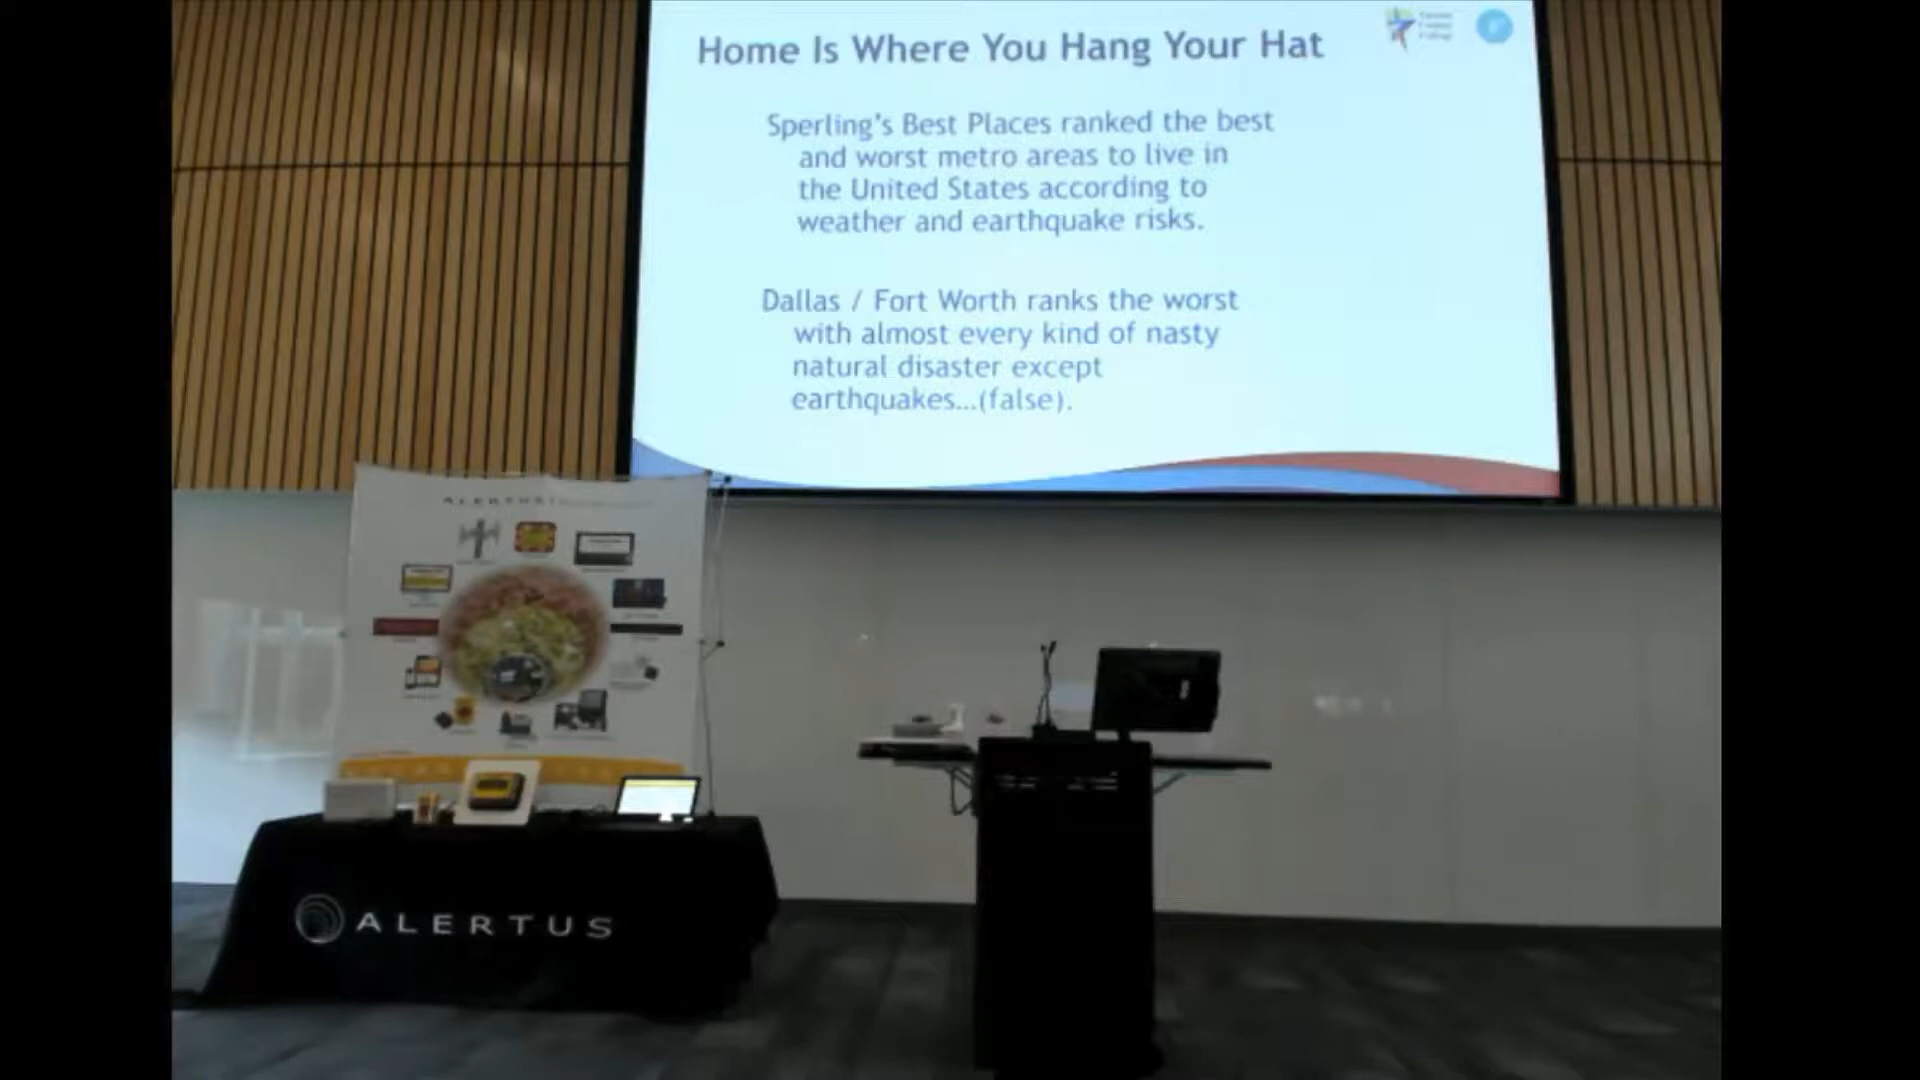 Home Is Where You Hang Your Hat
Sperling's Best Places ranked the best
and worst metro areas to live in
the United States according to
weather and earthquake risks.
Dallas / Fort Worth ranks the worst
with almost every kind of nasty
natural disaster except
earthquakes...(false).
ALERTUS
ALERTUS